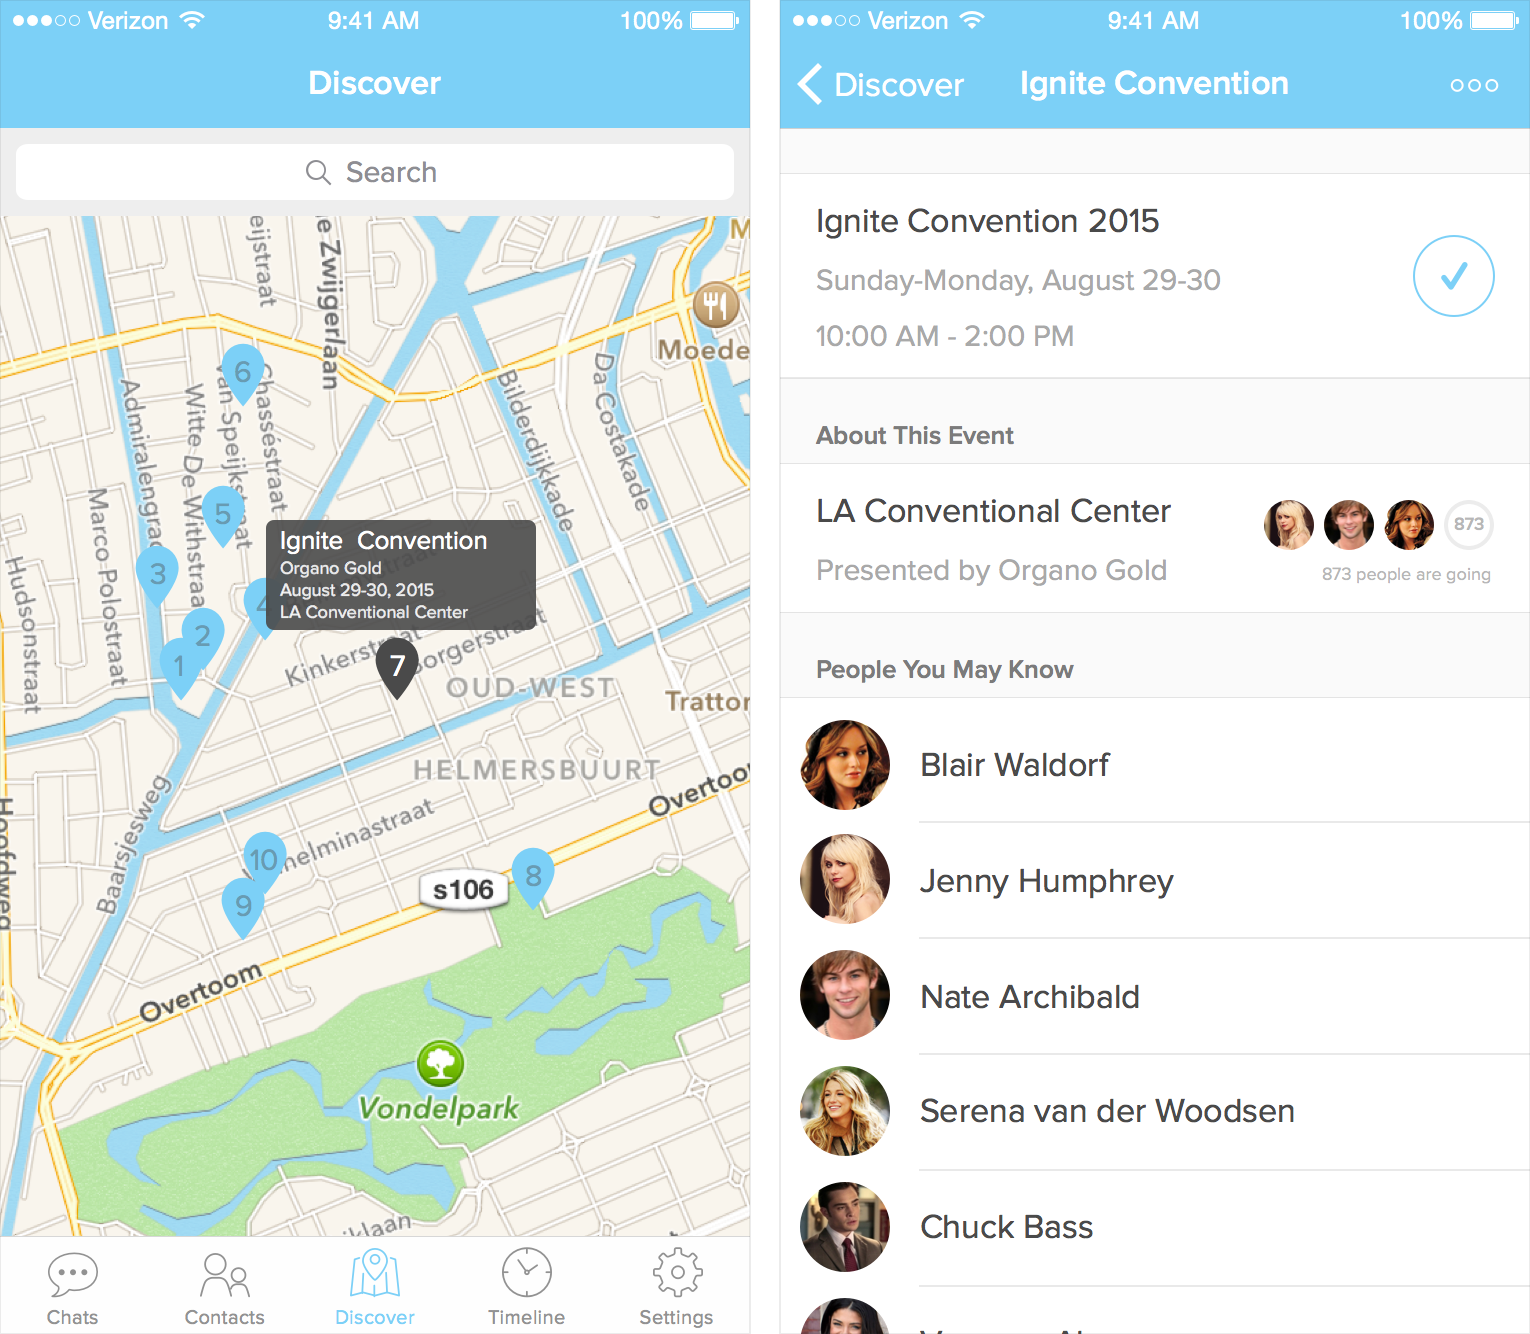 Verizon 9:41 AM 100%
Discover
Search
eijstraat
e Zwijgerlaan
M
Moede
6
Chasséstraat
Van Speijkstraat
Witte De Withstraat
Admiralengrac
Bilderdijkkade
Da Costakade
Marco Polostraat
Hudsonstraat
5
3
4
2
1
Ignite Convention
Organo Gold
August 29-30, 2015
LA Conventional Center
Kinkerstraat
Borgerstraat
7
OUD-WEST
Trattor
HELMERSBUURT
Overtoo
Hoofdweg
Baarsjesweg
helminastraat
10
9
8
s106
Overtoom
Vondelpark
iklaan
Chats
Contacts
Discover
Timeline
Settings
Verizon 9:41 AM 100%
Discover Ignite Convention
Ignite Convention 2015
Sunday-Monday, August 29-30
10:00 AM - 2:00 PM
About This Event
LA Conventional Center
873
Presented by Organo Gold
873 people are going
People You May Know
Blair Waldorf
Jenny Humphrey
Nate Archibald
Serena van der Woodsen
Chuck Bass